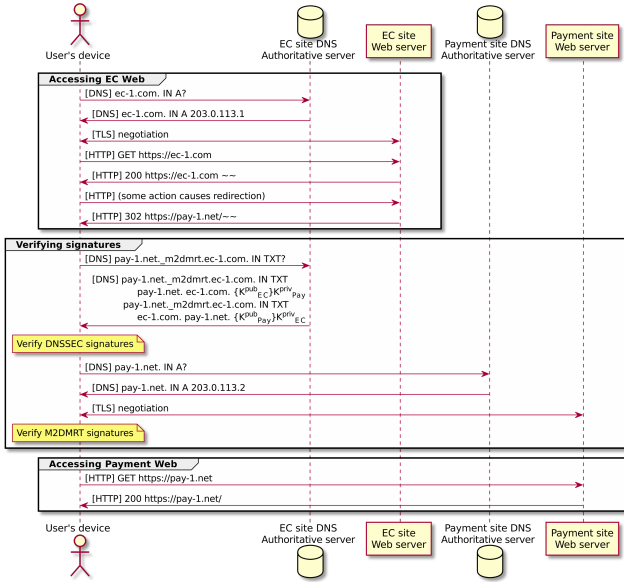 User's device
EC site DNS
Authoritative server
EC site
Web server
Payment site DNS
Authoritative server
Payment site
Web server
Accessing EC Web
[DNS] ec-1.com. IN A?
[DNS] ec-1.com. IN A 203.0.113.1
[TLS] negotiation
[HTTP] GET https://ec-1.com
[HTTP] 200 https://ec-1.com ~~
[HTTP] (some action causes redirection)
[HTTP] 302 https://pay-1.net/~~
Verifying signatures
[DNS] pay-1.net._m2dmrt.ec-1.com. IN TXT?
[DNS] pay-1.net._m2dmrt.ec-1.com. IN TXT
pay-1.net. ec-1.com. {K^pub_EC}K^priv_Pay
pay-1.net._m2dmrt.ec-1.com. IN TXT
ec-1.com. pay-1.net. {K^pub_Pay}K^priv_EC
Verify DNSSEC signatures
[DNS] pay-1.net. IN A?
[DNS] pay-1.net. IN A 203.0.113.2
[TLS] negotiation
Verify M2DMRT signatures
Accessing Payment Web
[HTTP] GET https://pay-1.net
[HTTP] 200 https://pay-1.net/
User's device
EC site DNS
Authoritative server
EC site
Web server
Payment site DNS
Authoritative server
Payment site
Web server